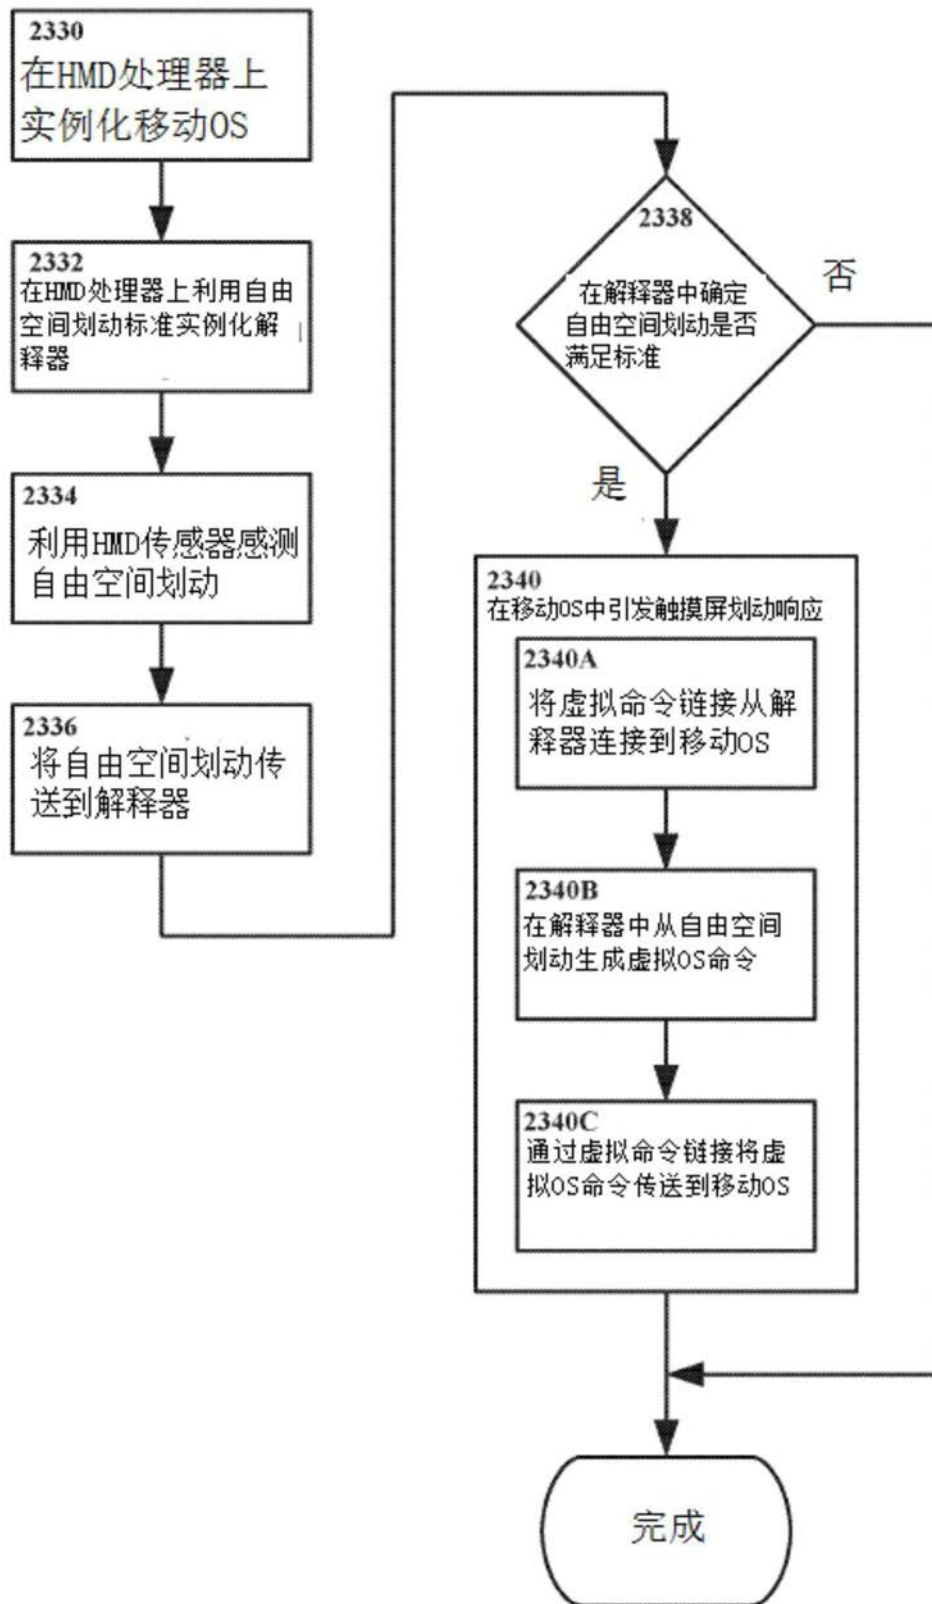 2330
在HMD处理器上
实例化移动OS
2332
在HMD处理器上利用自由
空间划动标准实例化解
释器
2334
利用HMD传感器感测
自由空间划动
2336
将自由空间划动传
送到解释器
2338
在解释器中确定
自由空间划动是否
满足标准
否
是
2340
在移动OS中引发触摸屏划动响应
2340A
将虚拟命令链接从解
释器连接到移动OS
2340B
在解释器中从自由空间
划动生成虚拟OS命令
2340C
通过虚拟命令链接将虚
拟OS命令传送到移动OS
完成